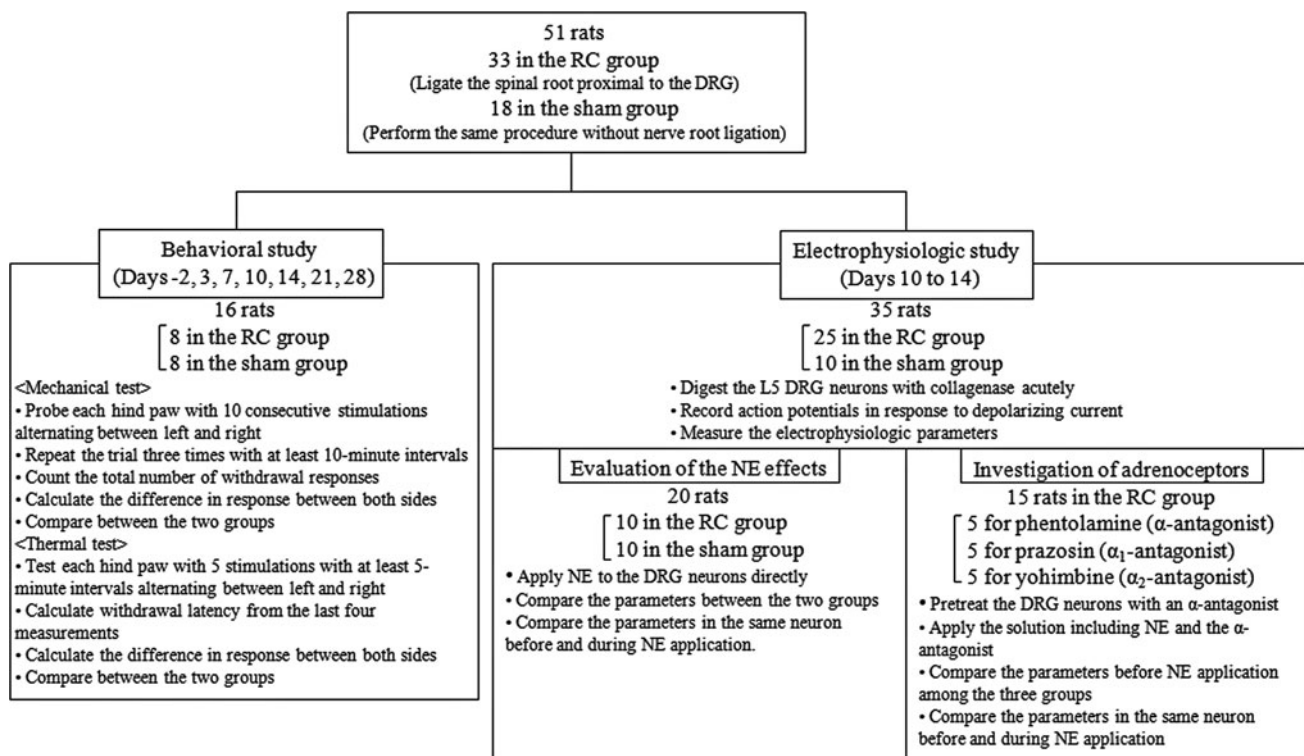 51 rats
33 in the RC group
(Ligate the spinal root proximal to the DRG)
18 in the sham group
(Perform the same procedure without nerve root ligation)
Behavioral study
(Days -2, 3, 7, 10, 14, 21, 28)
16 rats
8 in the RC group
8 in the sham group
<Mechanical test>
• Probe each hind paw with 10 consecutive stimulations
alternating between left and right
• Repeat the trial three times with at least 10-minute intervals
• Count the total number of withdrawal responses
• Calculate the difference in response between both sides
• Compare between the two groups
<Thermal test>
• Test each hind paw with 5 stimulations with at least 5-
minute intervals alternating between left and right
• Calculate withdrawal latency from the last four
measurements
• Calculate the difference in response between both sides
• Compare between the two groups
Electrophysiologic study
(Days 10 to 14)
35 rats
25 in the RC group
10 in the sham group
• Digest the L5 DRG neurons with collagenase acutely
• Record action potentials in response to depolarizing current
• Measure the electrophysiologic parameters
Evaluation of the NE effects
20 rats
10 in the RC group
10 in the sham group
• Apply NE to the DRG neurons directly
• Compare the parameters between the two groups
• Compare the parameters in the same neuron
before and during NE application.
Investigation of adrenoceptors
15 rats in the RC group
5 for phentolamine (α-antagonist)
5 for prazosin (α₁-antagonist)
5 for yohimbine (α₂-antagonist)
• Pretreat the DRG neurons with an α-antagonist
• Apply the solution including NE and the α-
antagonist
• Compare the parameters before NE application
among the three groups
• Compare the parameters in the same neuron
before and during NE application